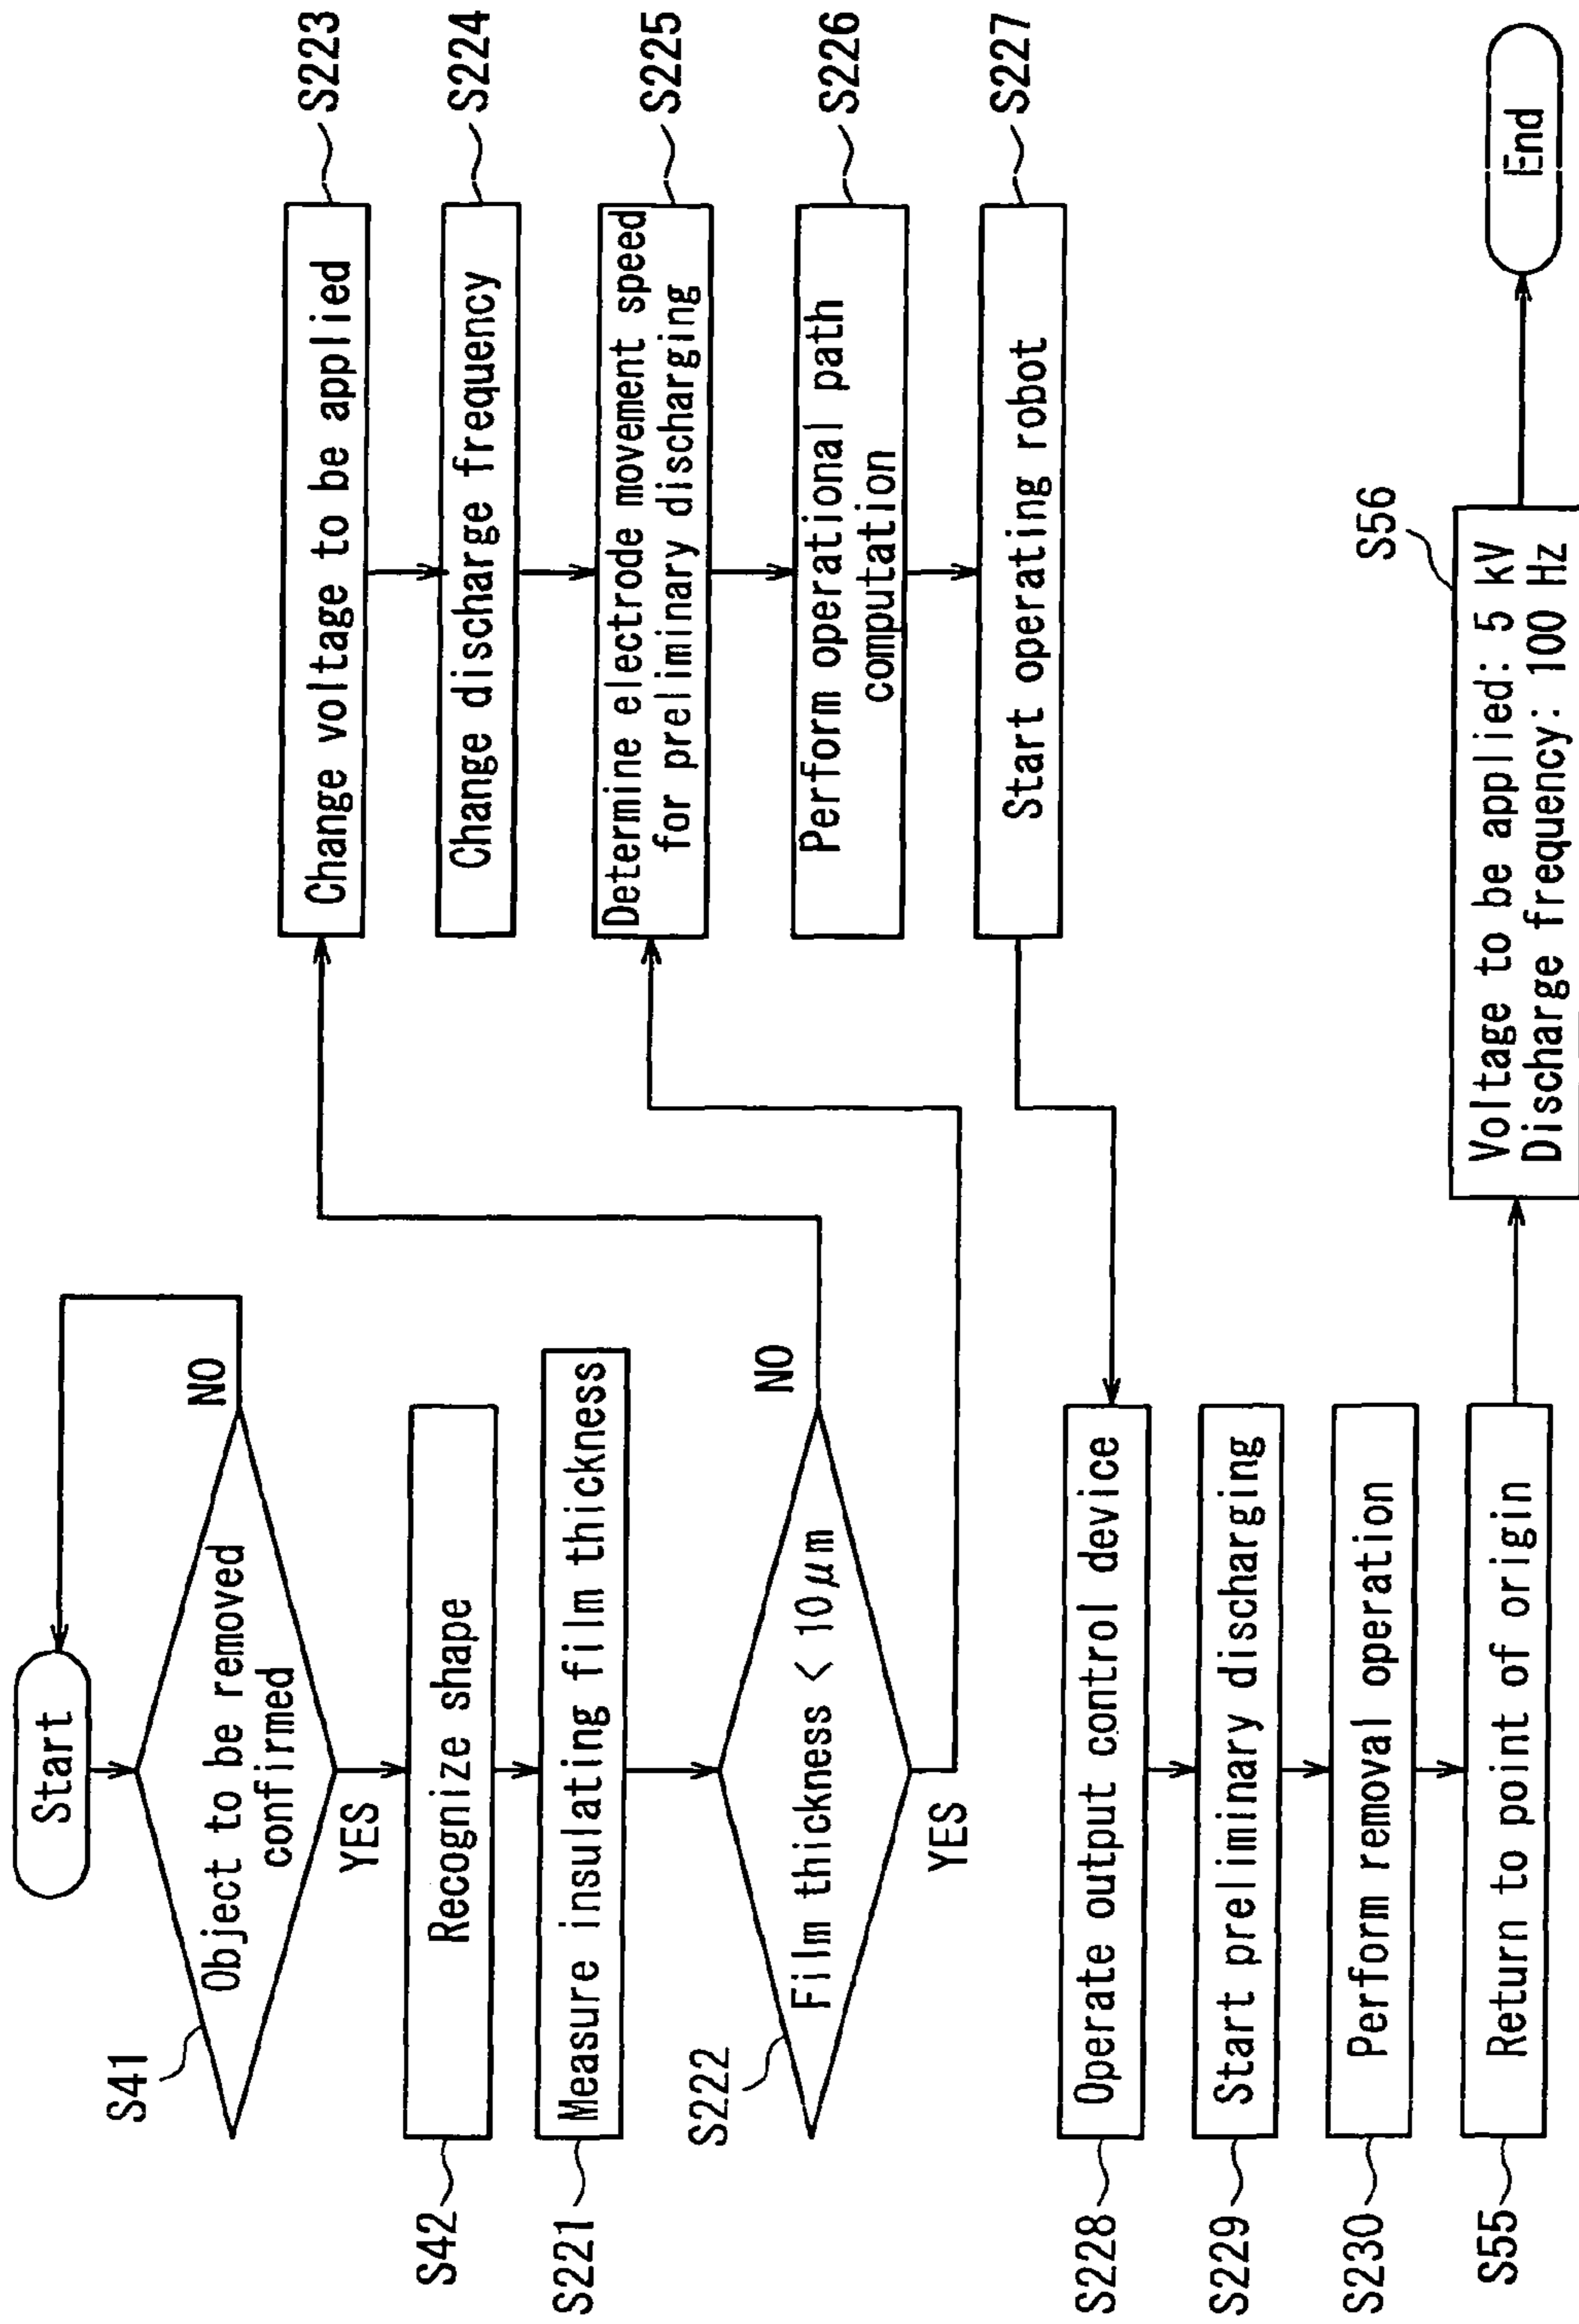 Start
S41
Object to be removed
confirmed
NO
YES
S42
Recognize shape
S221
Measure insulating film thickness
S222
Film thickness < 10μm
NO
YES
Change voltage to be applied
S223
Change discharge frequency
S224
Determine electrode movement speed
for preliminary discharging
S225
Perform operational path
computation
S226
Start operating robot
S227
S228
Operate output control device
S229
Start preliminary discharging
S230
Perform removal operation
S55
Return to point of origin
S56
Voltage to be applied: 5 kV
Discharge frequency: 100 Hz
End